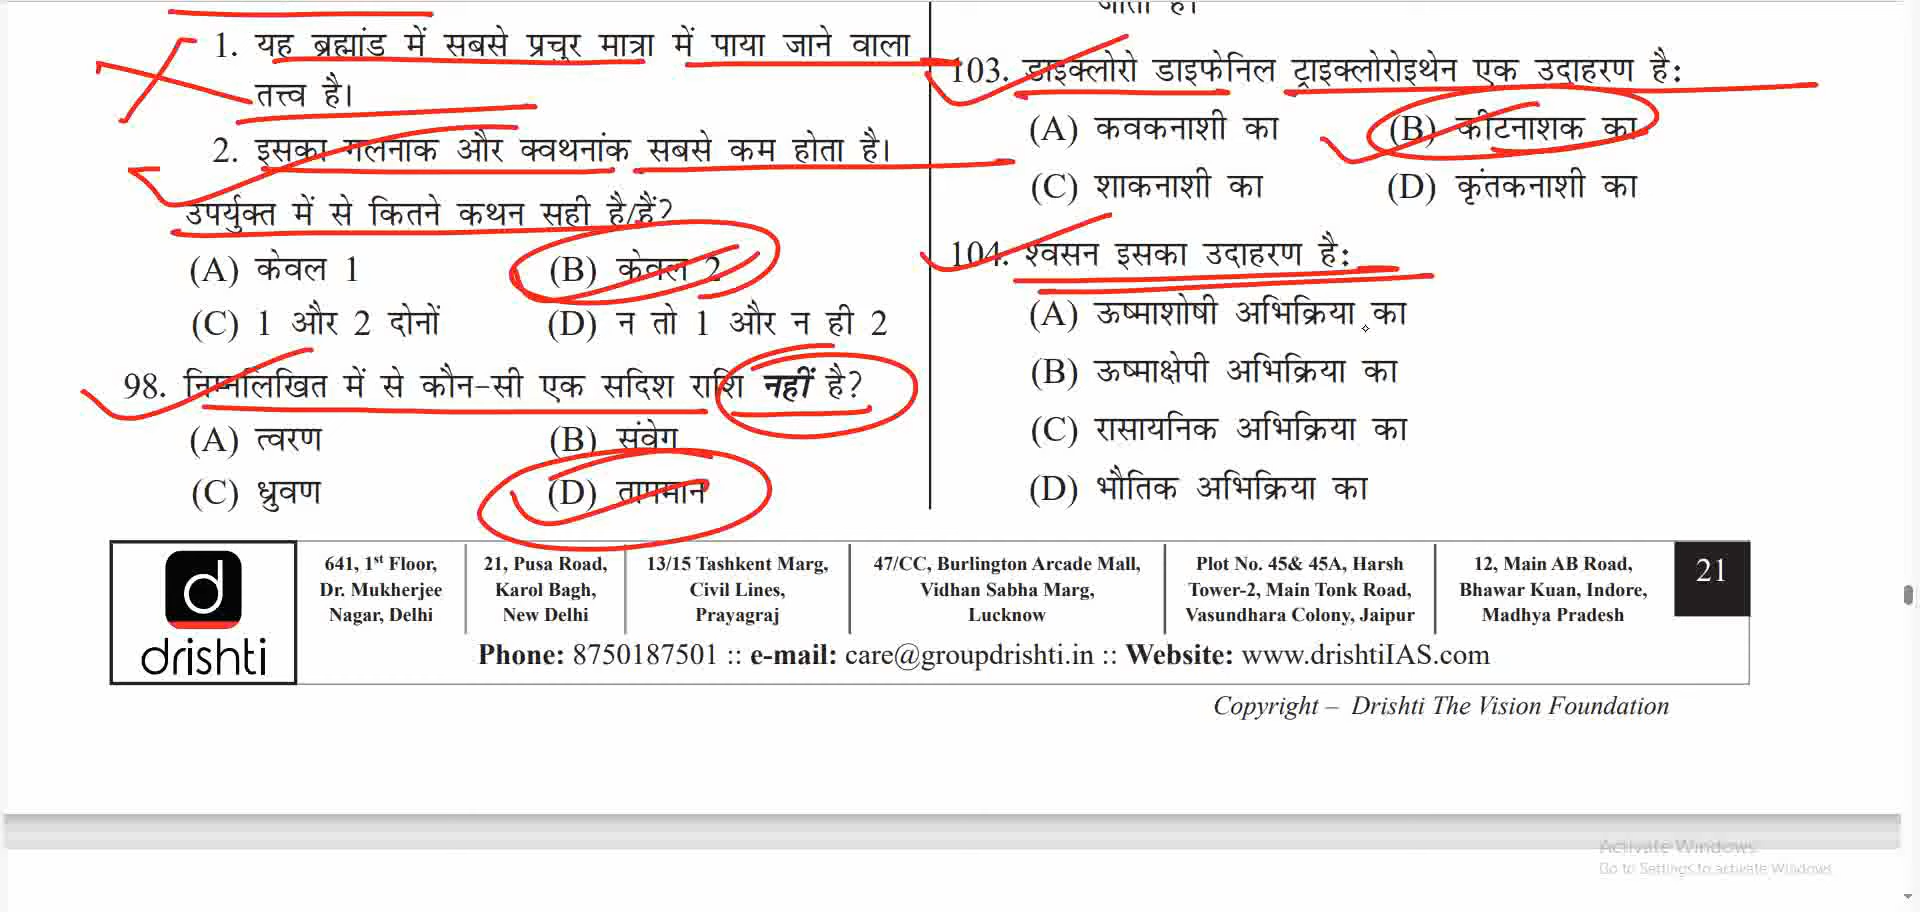 1. यह ब्रह्मांड में सबसे प्रचुर मात्रा में पाया जाने वाला
तत्त्व है।
2. इसका गलनांक और क्वथनांक सबसे कम होता है।
उपर्युक्त में से कितने कथन सही है/हैं?
(A) केवल 1
(B) केवल 2
(C) 1 और 2 दोनों
(D) न तो 1 और न ही 2
98. निम्नलिखित में से कौन-सी एक सदिश राशि नहीं है?
(A) त्वरण
(B) संवेग
(C) ध्रुवण
(D) तापमान
जाता है।
103. डाइक्लोरो डाइफेनिल ट्राइक्लोरोइथेन एक उदाहरण है:
(A) कवकनाशी का
(B) कीटनाशक का
(C) शाकनाशी का
(D) कृंतकनाशी का
104. श्वसन इसका उदाहरण है:
(A) ऊष्माशोषी अभिक्रिया का
(B) ऊष्माक्षेपी अभिक्रिया का
(C) रासायनिक अभिक्रिया का
(D) भौतिक अभिक्रिया का
d
drishti
641, 1st Floor,
Dr. Mukherjee
Nagar, Delhi
21, Pusa Road,
Karol Bagh,
New Delhi
13/15 Tashkent Marg,
Civil Lines,
Prayagraj
47/CC, Burlington Arcade Mall,
Vidhan Sabha Marg,
Lucknow
Plot No. 45& 45A, Harsh
Tower-2, Main Tonk Road,
Vasundhara Colony, Jaipur
12, Main AB Road,
Bhawar Kuan, Indore,
Madhya Pradesh
21
Phone: 8750187501 :: e-mail: care@groupdrishti.in :: Website: www.drishtiIAS.com
Copyright – Drishti The Vision Foundation
Activate Windows
Go to Settings to activate Windows